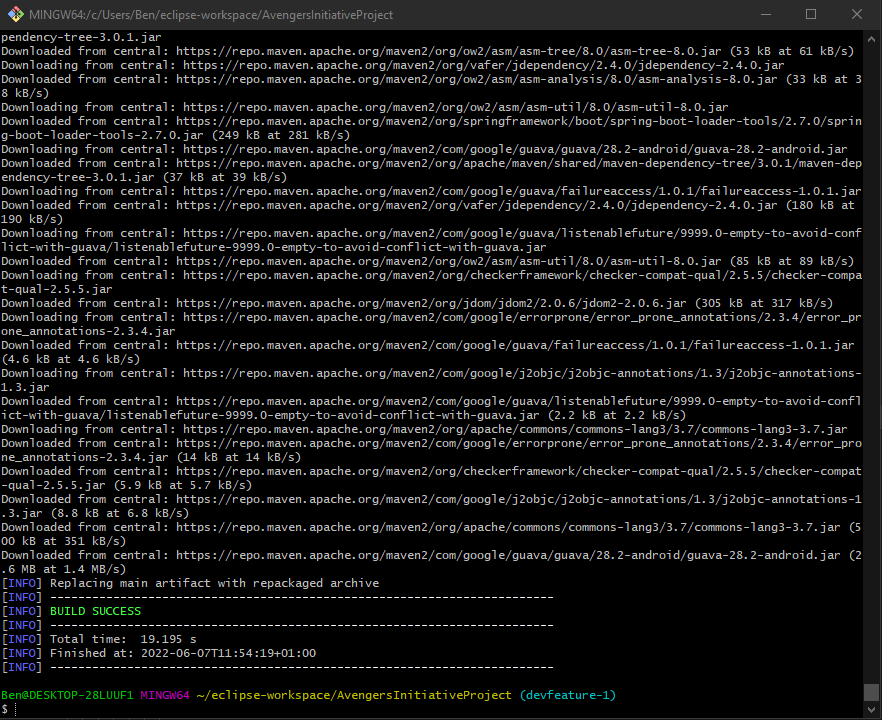 MINGW64:/c/Users/Ben/eclipse-workspace/AvengersInitiativeProject
pendency-tree-3.0.1.jar
Downloaded from central: https://repo.maven.apache.org/maven2/org/ow2/asm/asm-tree/8.0/asm-tree-8.0.jar (53 kB at 61 kB/s)
Downloading from central: https://repo.maven.apache.org/maven2/org/vafer/jdependency/2.4.0/jdependency-2.4.0.jar
Downloaded from central: https://repo.maven.apache.org/maven2/org/ow2/asm/asm-analysis/8.0/asm-analysis-8.0.jar (33 kB at 3
8 kB/s)
Downloading from central: https://repo.maven.apache.org/maven2/org/ow2/asm/asm-util/8.0/asm-util-8.0.jar
Downloaded from central: https://repo.maven.apache.org/maven2/org/springframework/boot/spring-boot-loader-tools/2.7.0/sprin
g-boot-loader-tools-2.7.0.jar (249 kB at 281 kB/s)
Downloading from central: https://repo.maven.apache.org/maven2/com/google/guava/guava/28.2-android/guava-28.2-android.jar
Downloaded from central: https://repo.maven.apache.org/maven2/org/apache/maven/shared/maven-dependency-tree/3.0.1/maven-dep
endency-tree-3.0.1.jar (37 kB at 39 kB/s)
Downloading from central: https://repo.maven.apache.org/maven2/com/google/guava/failureaccess/1.0.1/failureaccess-1.0.1.jar
Downloaded from central: https://repo.maven.apache.org/maven2/org/vafer/jdependency/2.4.0/jdependency-2.4.0.jar (180 kB at
190 kB/s)
Downloading from central: https://repo.maven.apache.org/maven2/com/google/guava/listenablefuture/9999.0-empty-to-avoid-conf
lict-with-guava/listenablefuture-9999.0-empty-to-avoid-conflict-with-guava.jar
Downloaded from central: https://repo.maven.apache.org/maven2/org/ow2/asm/asm-util/8.0/asm-util-8.0.jar (85 kB at 89 kB/s)
Downloading from central: https://repo.maven.apache.org/maven2/org/checkerframework/checker-compat-qual/2.5.5/checker-compa
t-qual-2.5.5.jar
Downloaded from central: https://repo.maven.apache.org/maven2/org/jdom/jdom2/2.0.6/jdom2-2.0.6.jar (305 kB at 317 kB/s)
Downloading from central: https://repo.maven.apache.org/maven2/com/google/errorprone/error_prone_annotations/2.3.4/error_pr
one_annotations-2.3.4.jar
Downloaded from central: https://repo.maven.apache.org/maven2/com/google/guava/failureaccess/1.0.1/failureaccess-1.0.1.jar
(4.6 kB at 4.6 kB/s)
Downloading from central: https://repo.maven.apache.org/maven2/com/google/j2objc/j2objc-annotations/1.3/j2objc-annotations-
1.3.jar
Downloaded from central: https://repo.maven.apache.org/maven2/com/google/guava/listenablefuture/9999.0-empty-to-avoid-confl
ict-with-guava/listenablefuture-9999.0-empty-to-avoid-conflict-with-guava.jar (2.2 kB at 2.2 kB/s)
Downloading from central: https://repo.maven.apache.org/maven2/org/apache/commons/commons-lang3/3.7/commons-lang3-3.7.jar
Downloaded from central: https://repo.maven.apache.org/maven2/com/google/errorprone/error_prone_annotations/2.3.4/error_pro
ne_annotations-2.3.4.jar (14 kB at 14 kB/s)
Downloaded from central: https://repo.maven.apache.org/maven2/org/checkerframework/checker-compat-qual/2.5.5/checker-compat
-qual-2.5.5.jar (5.9 kB at 5.7 kB/s)
Downloaded from central: https://repo.maven.apache.org/maven2/com/google/j2objc/j2objc-annotations/1.3/j2objc-annotations-1
.3.jar (8.8 kB at 6.8 kB/s)
Downloaded from central: https://repo.maven.apache.org/maven2/org/apache/commons/commons-lang3/3.7/commons-lang3-3.7.jar (5
00 kB at 351 kB/s)
Downloaded from central: https://repo.maven.apache.org/maven2/com/google/guava/guava/28.2-android/guava-28.2-android.jar (2
.6 MB at 1.4 MB/s)
[INFO] Replacing main artifact with repackaged archive
[INFO] ------------------------------------------------------------------------
[INFO] BUILD SUCCESS
[INFO] ------------------------------------------------------------------------
[INFO] Total time:  19.195 s
[INFO] Finished at: 2022-06-07T11:54:19+01:00
[INFO] ------------------------------------------------------------------------
Ben@DESKTOP-28LUUF1 MINGW64 ~/eclipse-workspace/AvengersInitiativeProject (devfeature-1)
$